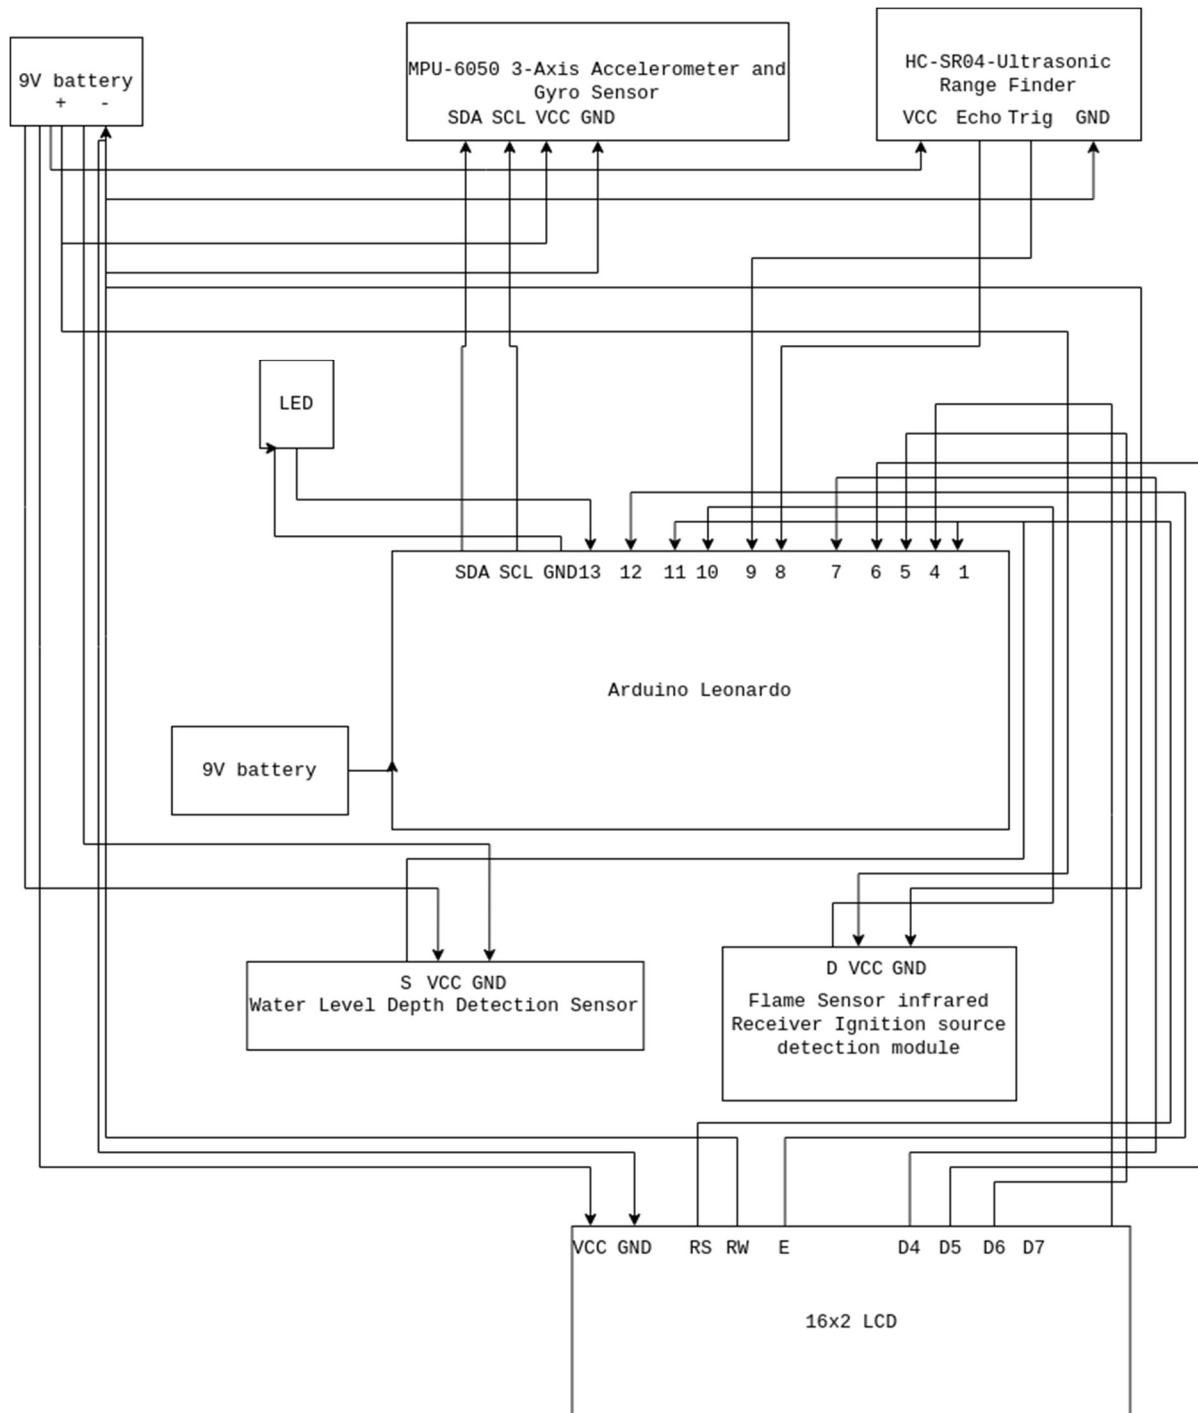 9V battery
+ -
MPU-6050 3-Axis Accelerometer and
Gyro Sensor
SDA SCL VCC GND
HC-SR04-Ultrasonic
Range Finder
VCC Echo Trig GND
LED
SDA SCL GND13 12 11 10 9 8 7 6 5 4 1
Arduino Leonardo
9V battery
S VCC GND
Water Level Depth Detection Sensor
D VCC GND
Flame Sensor infrared
Receiver Ignition source
detection module
VCC GND RS RW E D4 D5 D6 D7
16x2 LCD